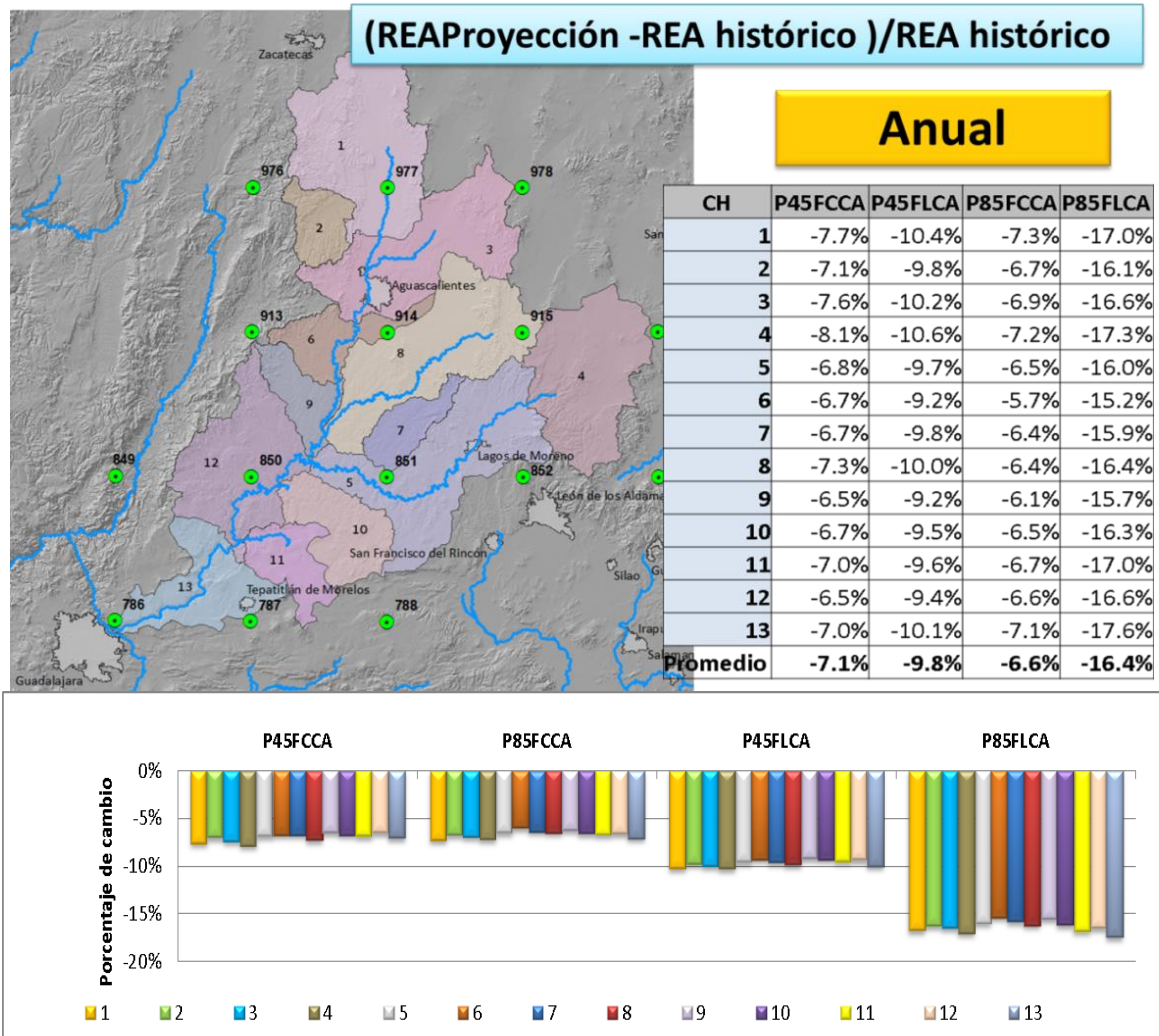 (REAProyección -REA histórico )/REA histórico
Anual
Zacatecas
1
976
977
978
2
3
San
Aguascalientes
913
914
915
6
8
4
9
7
Lagos de Moreno
849
12
850
851
852
5
León de los Aldama
10
San Francisco del Rincón
11
Silao
Gu
13
Tepatitlán de Morelos
786
787
788
Irapu
Salaman
Guadalajara
CH P45FCCA P45FLCA P85FCCA P85FLCA
1 -7.7% -10.4% -7.3% -17.0%
2 -7.1% -9.8% -6.7% -16.1%
3 -7.6% -10.2% -6.9% -16.6%
4 -8.1% -10.6% -7.2% -17.3%
5 -6.8% -9.7% -6.5% -16.0%
6 -6.7% -9.2% -5.7% -15.2%
7 -6.7% -9.8% -6.4% -15.9%
8 -7.3% -10.0% -6.4% -16.4%
9 -6.5% -9.2% -6.1% -15.7%
10 -6.7% -9.5% -6.5% -16.3%
11 -7.0% -9.6% -6.7% -17.0%
12 -6.5% -9.4% -6.6% -16.6%
13 -7.0% -10.1% -7.1% -17.6%
Promedio -7.1% -9.8% -6.6% -16.4%
P45FCCA P85FCCA P45FLCA P85FLCA
Porcentaje de cambio
0%
-5%
-10%
-15%
-20%
1 2 3 4 5 6 7 8 9 10 11 12 13